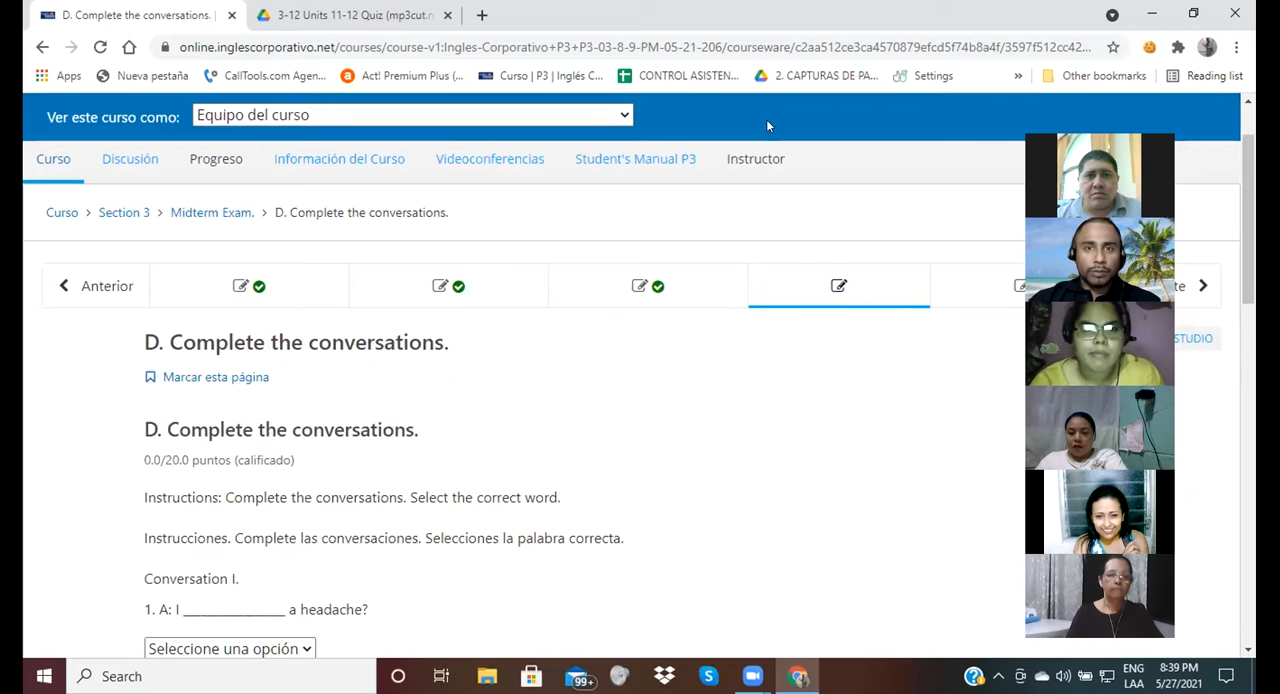 D. Complete the conversations. |
3-12 Units 11-12 Quiz (mp3cut.n
online.inglescorporativo.net/courses/course-v1:Ingles-Corporativo+P3+P3-03-8-9-PM-05-21-206/courseware/c2aa512ce3ca4570879efcd5f74b8a4f/3597f512cc42...
Apps
Nueva pestaña
CallTools.com Agen...
Act! Premium Plus (...
Curso | P3 | Inglés C...
CONTROL ASISTEN...
2. CAPTURAS DE PA...
Settings
»
Other bookmarks
Reading list
Ver este curso como:
Equipo del curso
Curso
Discusión
Progreso
Información del Curso
Videoconferencias
Student's Manual P3
Instructor
Curso > Section 3 > Midterm Exam. > D. Complete the conversations.
Anterior
te
D. Complete the conversations.
STUDIO
Marcar esta página
D. Complete the conversations.
0.0/20.0 puntos (calificado)
Instructions: Complete the conversations. Select the correct word.
Instrucciones. Complete las conversaciones. Selecciones la palabra correcta.
Conversation I.
1. A: I ______________ a headache?
Seleccione una opción
Search
99+
ENG
LAA
8:39 PM
5/27/2021